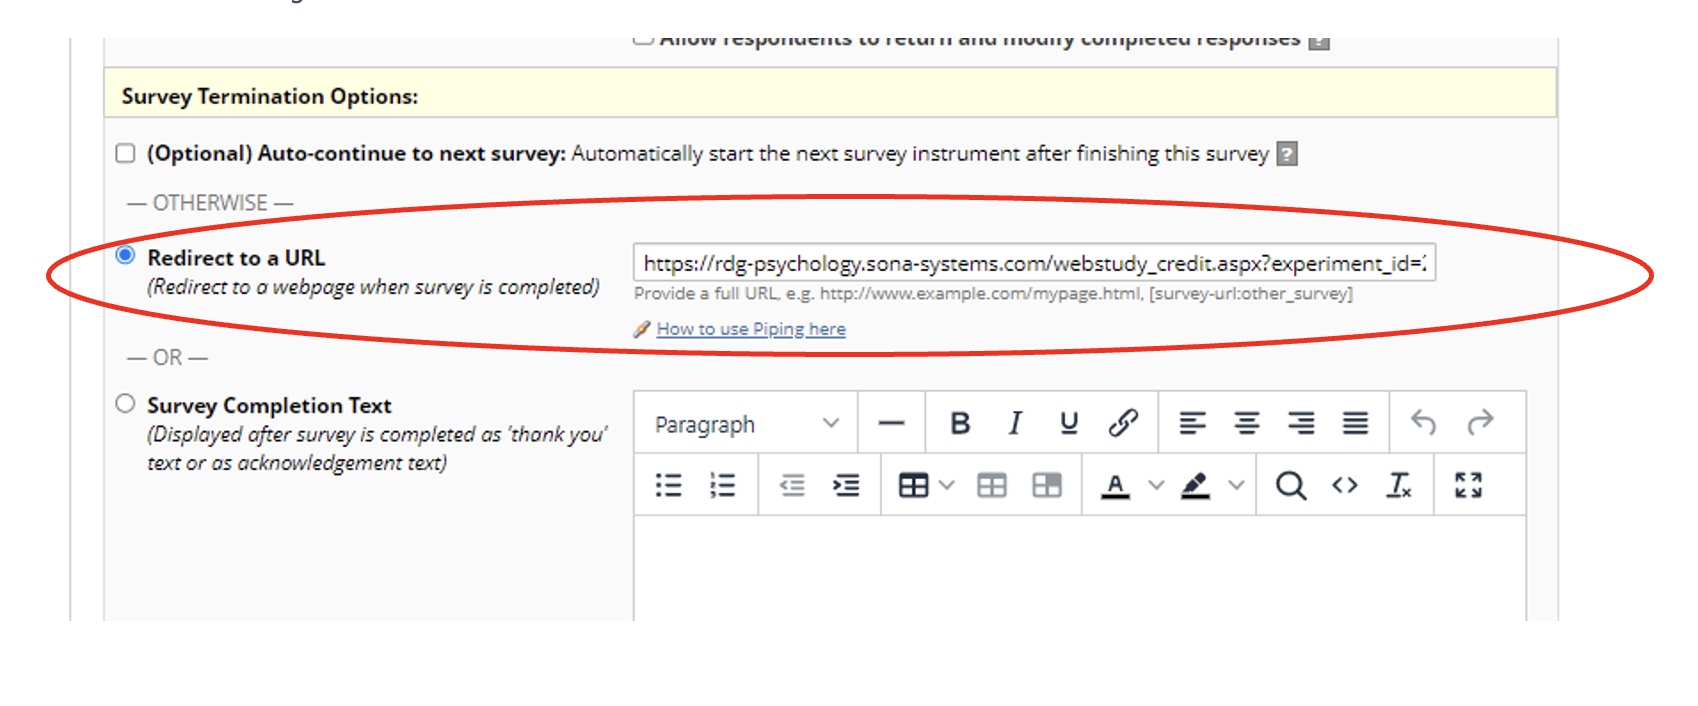 Allow respondents to return and modify completed responses ?
Survey Termination Options:
(Optional) Auto-continue to next survey: Automatically start the next survey instrument after finishing this survey ?
— OTHERWISE —
Redirect to a URL
(Redirect to a webpage when survey is completed)
https://rdg-psychology.sona-systems.com/webstudy_credit.aspx?experiment_id=
Provide a full URL, e.g. http://www.example.com/mypage.html, [survey-url:other_survey]
How to use Piping here
— OR —
Survey Completion Text
(Displayed after survey is completed as 'thank you'
text or as acknowledgement text)
Paragraph